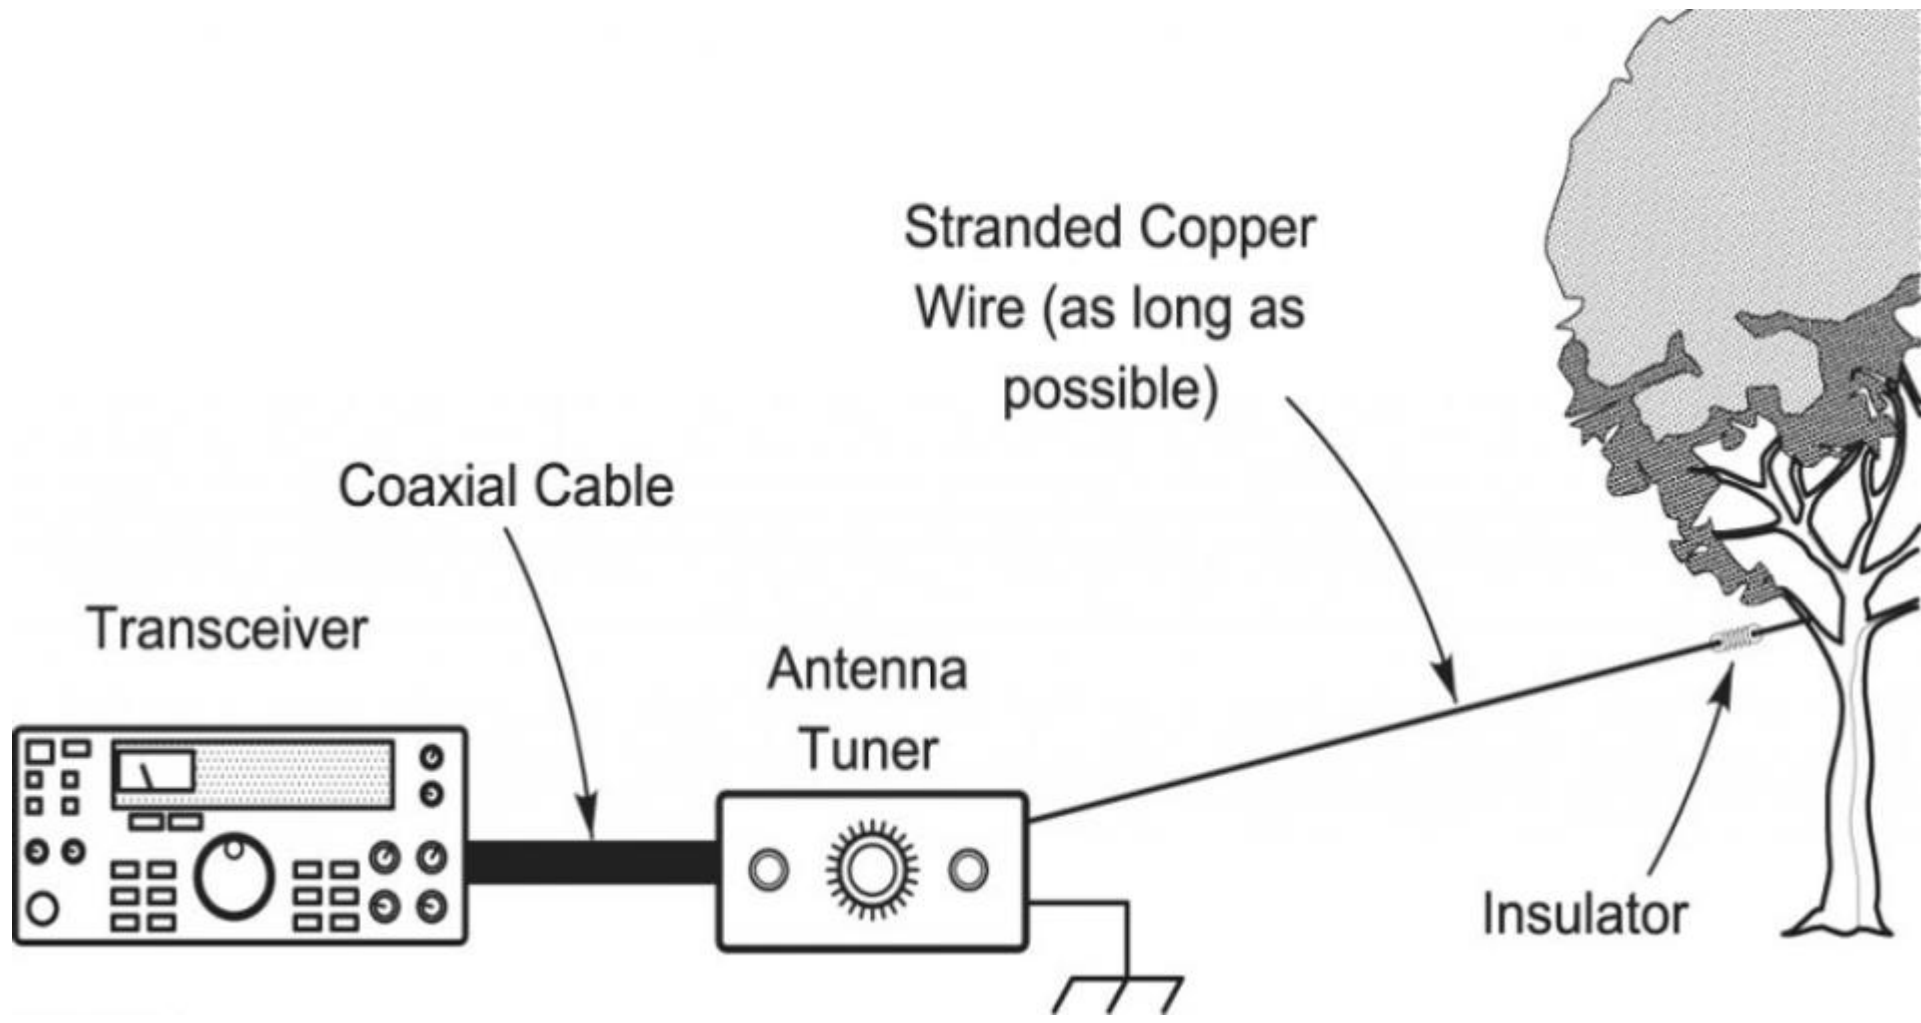 Stranded Copper
Wire (as long as
possible)
Coaxial Cable
Transceiver
Antenna
Tuner
Insulator